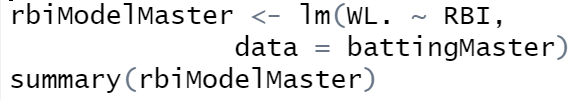 rbiModelMaster <- lm(WL. ~ RBI,
data = battingMaster)
summary(rbiModelMaster)